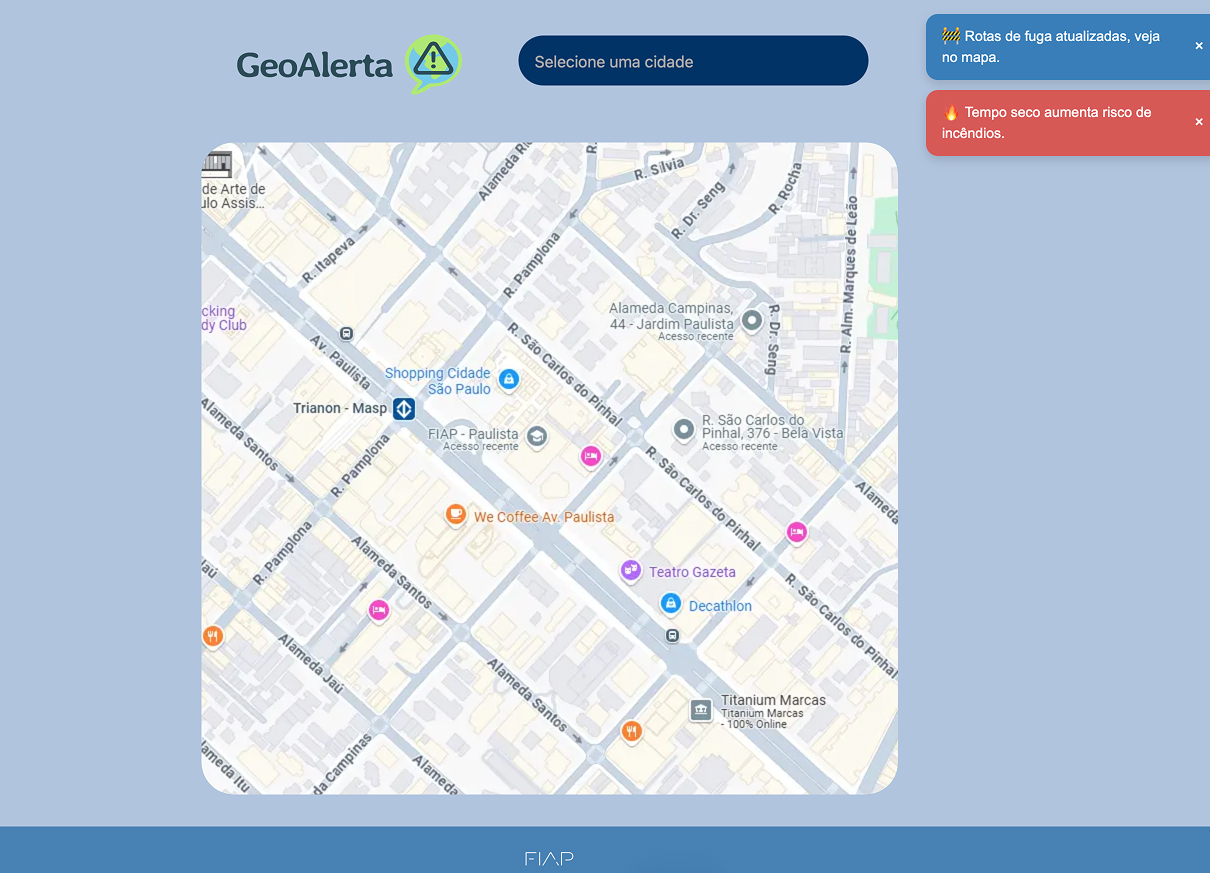 GeoAlerta
Selecione uma cidade
🚧 Rotas de fuga atualizadas, veja
no mapa.
×
🔥 Tempo seco aumenta risco de
incêndios.
×
de Arte de
ulo Assis...
Alameda Ri
R.
R. Sílvia
R. Dr. Seng
R. Rocha
R. Alm. Marques de Leão
R. Itapeva
R. Pamplona
cking
dy Club
Alameda Campinas,
44 - Jardim Paulista
Acesso recente
R. Dr. Seng
Av. Paulista
R. São Carlos do Pinhal
Shopping Cidade
São Paulo
Trianon - Masp
FIAP - Paulista
Acesso recente
R. São Carlos do
Pinhal, 376 - Bela Vista
Acesso recente
Alameda Santos
R. Pamplona
R. São Carlos do Pinhal
Alameda
We Coffee Av. Paulista
R. Pamplona
Alameda Santos
Jaú
Teatro Gazeta
Decathlon
R. São Carlos do Pinhal
Alameda Jaú
Alameda Santos
Titanium Marcas
Titanium Marcas
- 100% Online
Alameda Itu
da Campinas
Alameda
FIAP